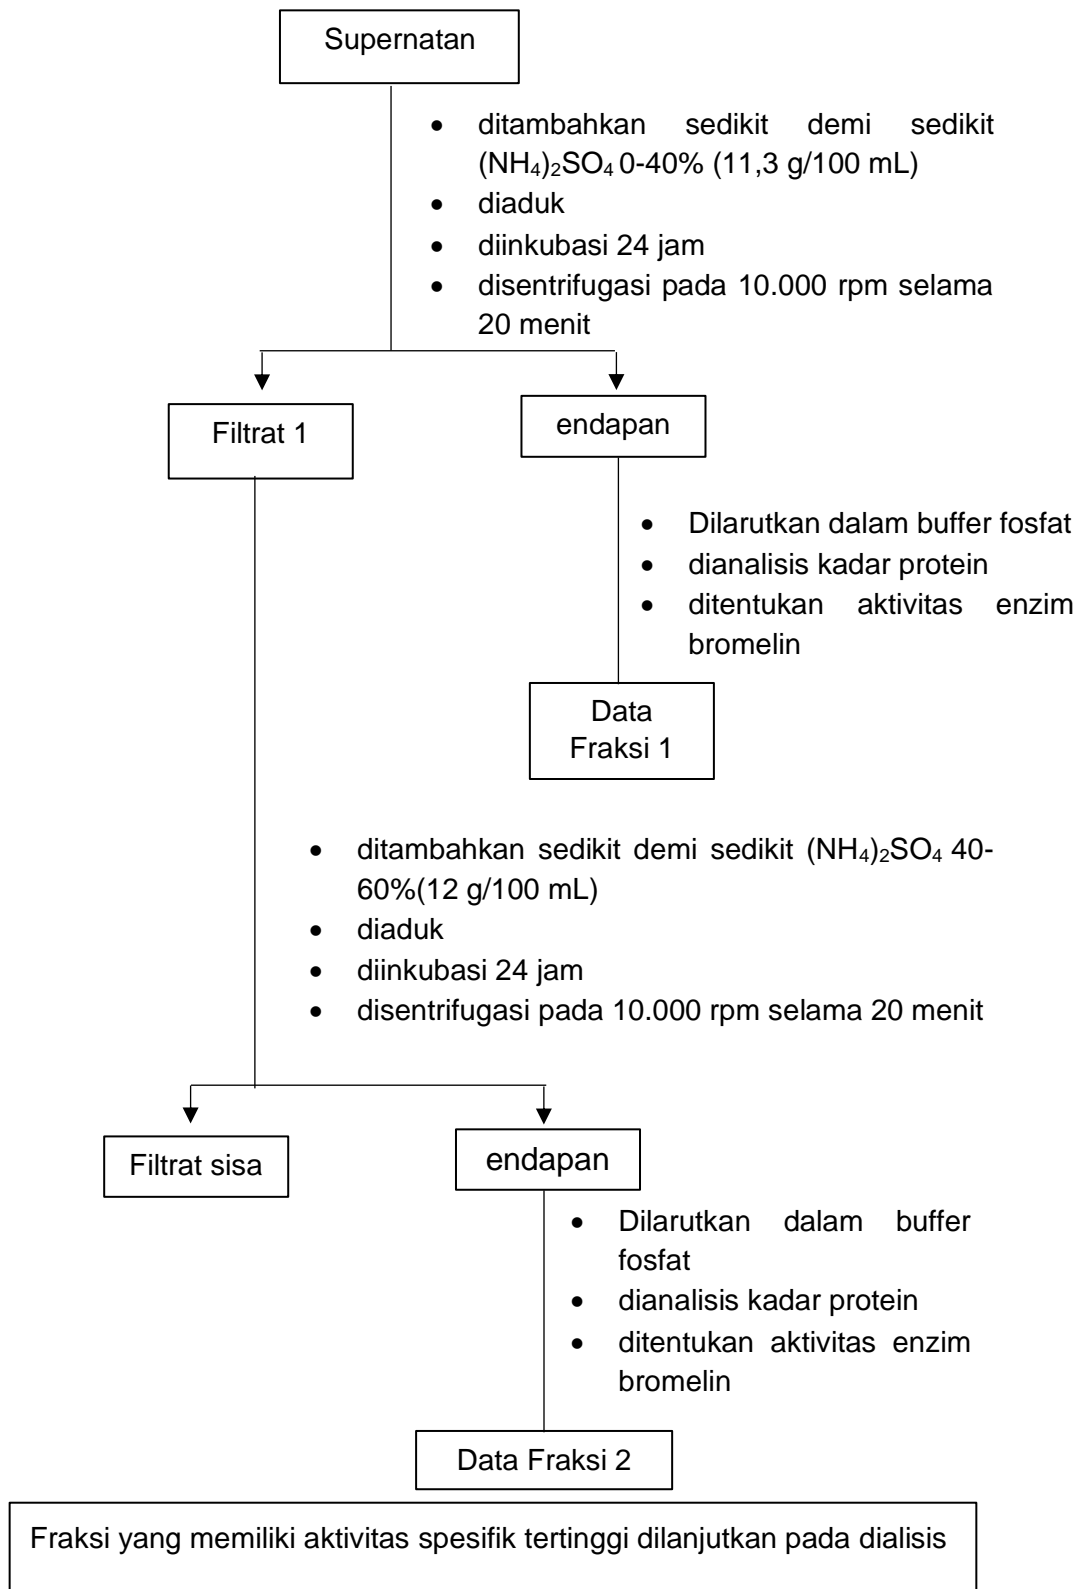 Supernatan
• ditambahkan sedikit demi sedikit
(NH₄)₂SO₄ 0-40% (11,3 g/100 mL)
• diaduk
• diinkubasi 24 jam
• disentrifugasi pada 10.000 rpm selama
20 menit
Filtrat 1
endapan
• Dilarutkan dalam buffer fosfat
• dianalisis kadar protein
• ditentukan aktivitas enzim
bromelin
Data
Fraksi 1
• ditambahkan sedikit demi sedikit (NH₄)₂SO₄ 40-
60%(12 g/100 mL)
• diaduk
• diinkubasi 24 jam
• disentrifugasi pada 10.000 rpm selama 20 menit
Filtrat sisa
endapan
• Dilarutkan dalam buffer
fosfat
• dianalisis kadar protein
• ditentukan aktivitas enzim
bromelin
Data Fraksi 2
Fraksi yang memiliki aktivitas spesifik tertinggi dilanjutkan pada dialisis